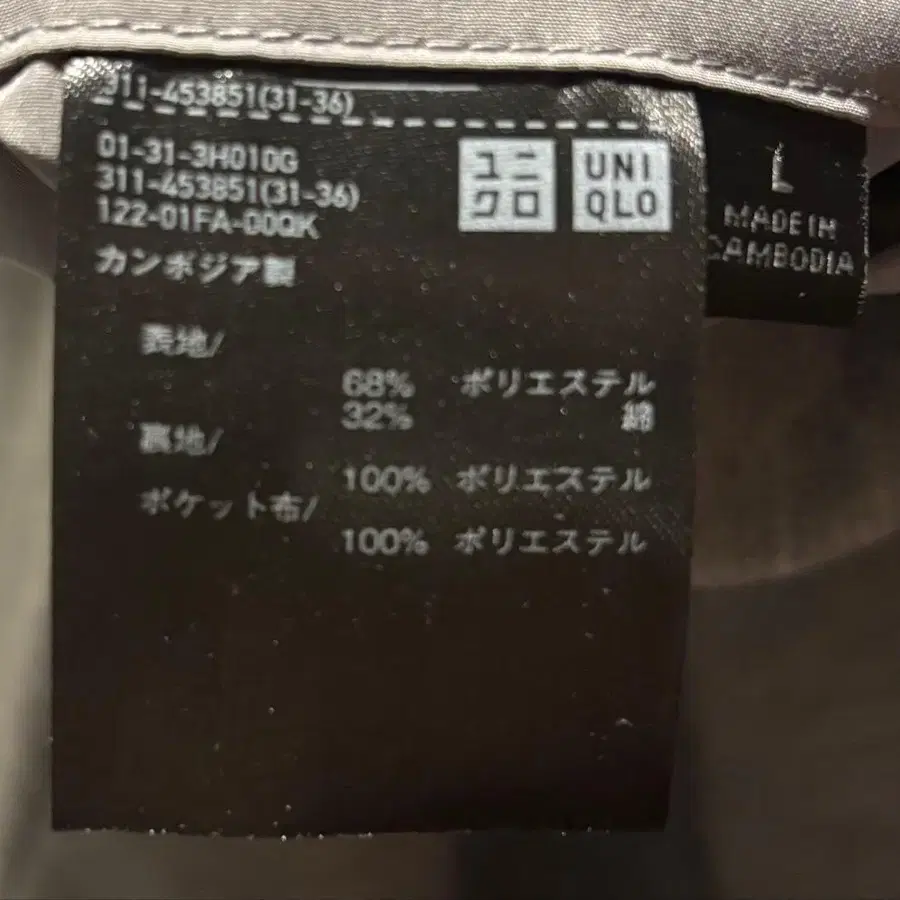 311-453851(31-36)
01-31-3H010G
311-453851(31-36)
122-01FA-00QK
カンボジア製
ユニ
クロ
UNI
QLO
L
MADE IN
CAMBODIA
表地/
68% ポリエステル
32% 綿
裏地/
100% ポリエステル
ポケット布/
100% ポリエステル